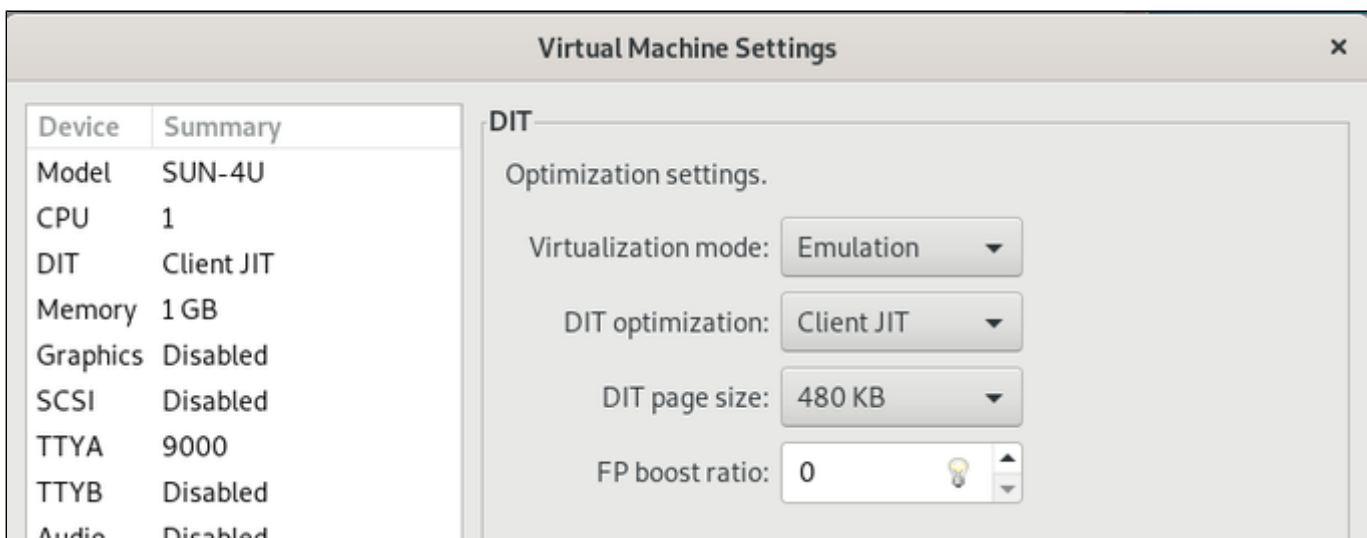 Virtual Machine Settings
Device Summary
Model SUN-4U
CPU 1
DIT Client JIT
Memory 1 GB
Graphics Disabled
SCSI Disabled
TTYA 9000
TTYB Disabled
Audio Disabled
DIT
Optimization settings.
Virtualization mode: Emulation
DIT optimization: Client JIT
DIT page size: 480 KB
FP boost ratio: 0